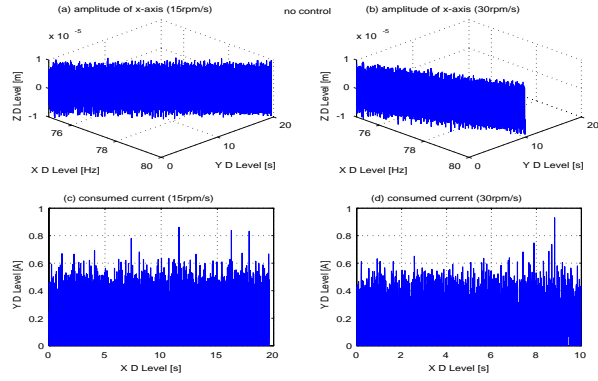 (a) amplitude of x-axis (15rpm/s)
no control
(b) amplitude of x-axis (30rpm/s)
x 10 -5
1
0
-1
Z D Level [m]
76
78
80
X D Level [Hz]
0
10
20
Y D Level [s]
x 10 -5
1
0
-1
Z D Level [m]
76
78
80
X D Level [Hz]
0
10
20
Y D Level [s]
(c) consumed current (15rpm/s)
1
0.8
0.6
0.4
0.2
0
Y D Level [A]
0 5 10 15 20
X D Level [s]
(d) consumed current (30rpm/s)
1
0.8
0.6
0.4
0.2
0
Y D Level [A]
0 2 4 6 8 10
X D Level [s]